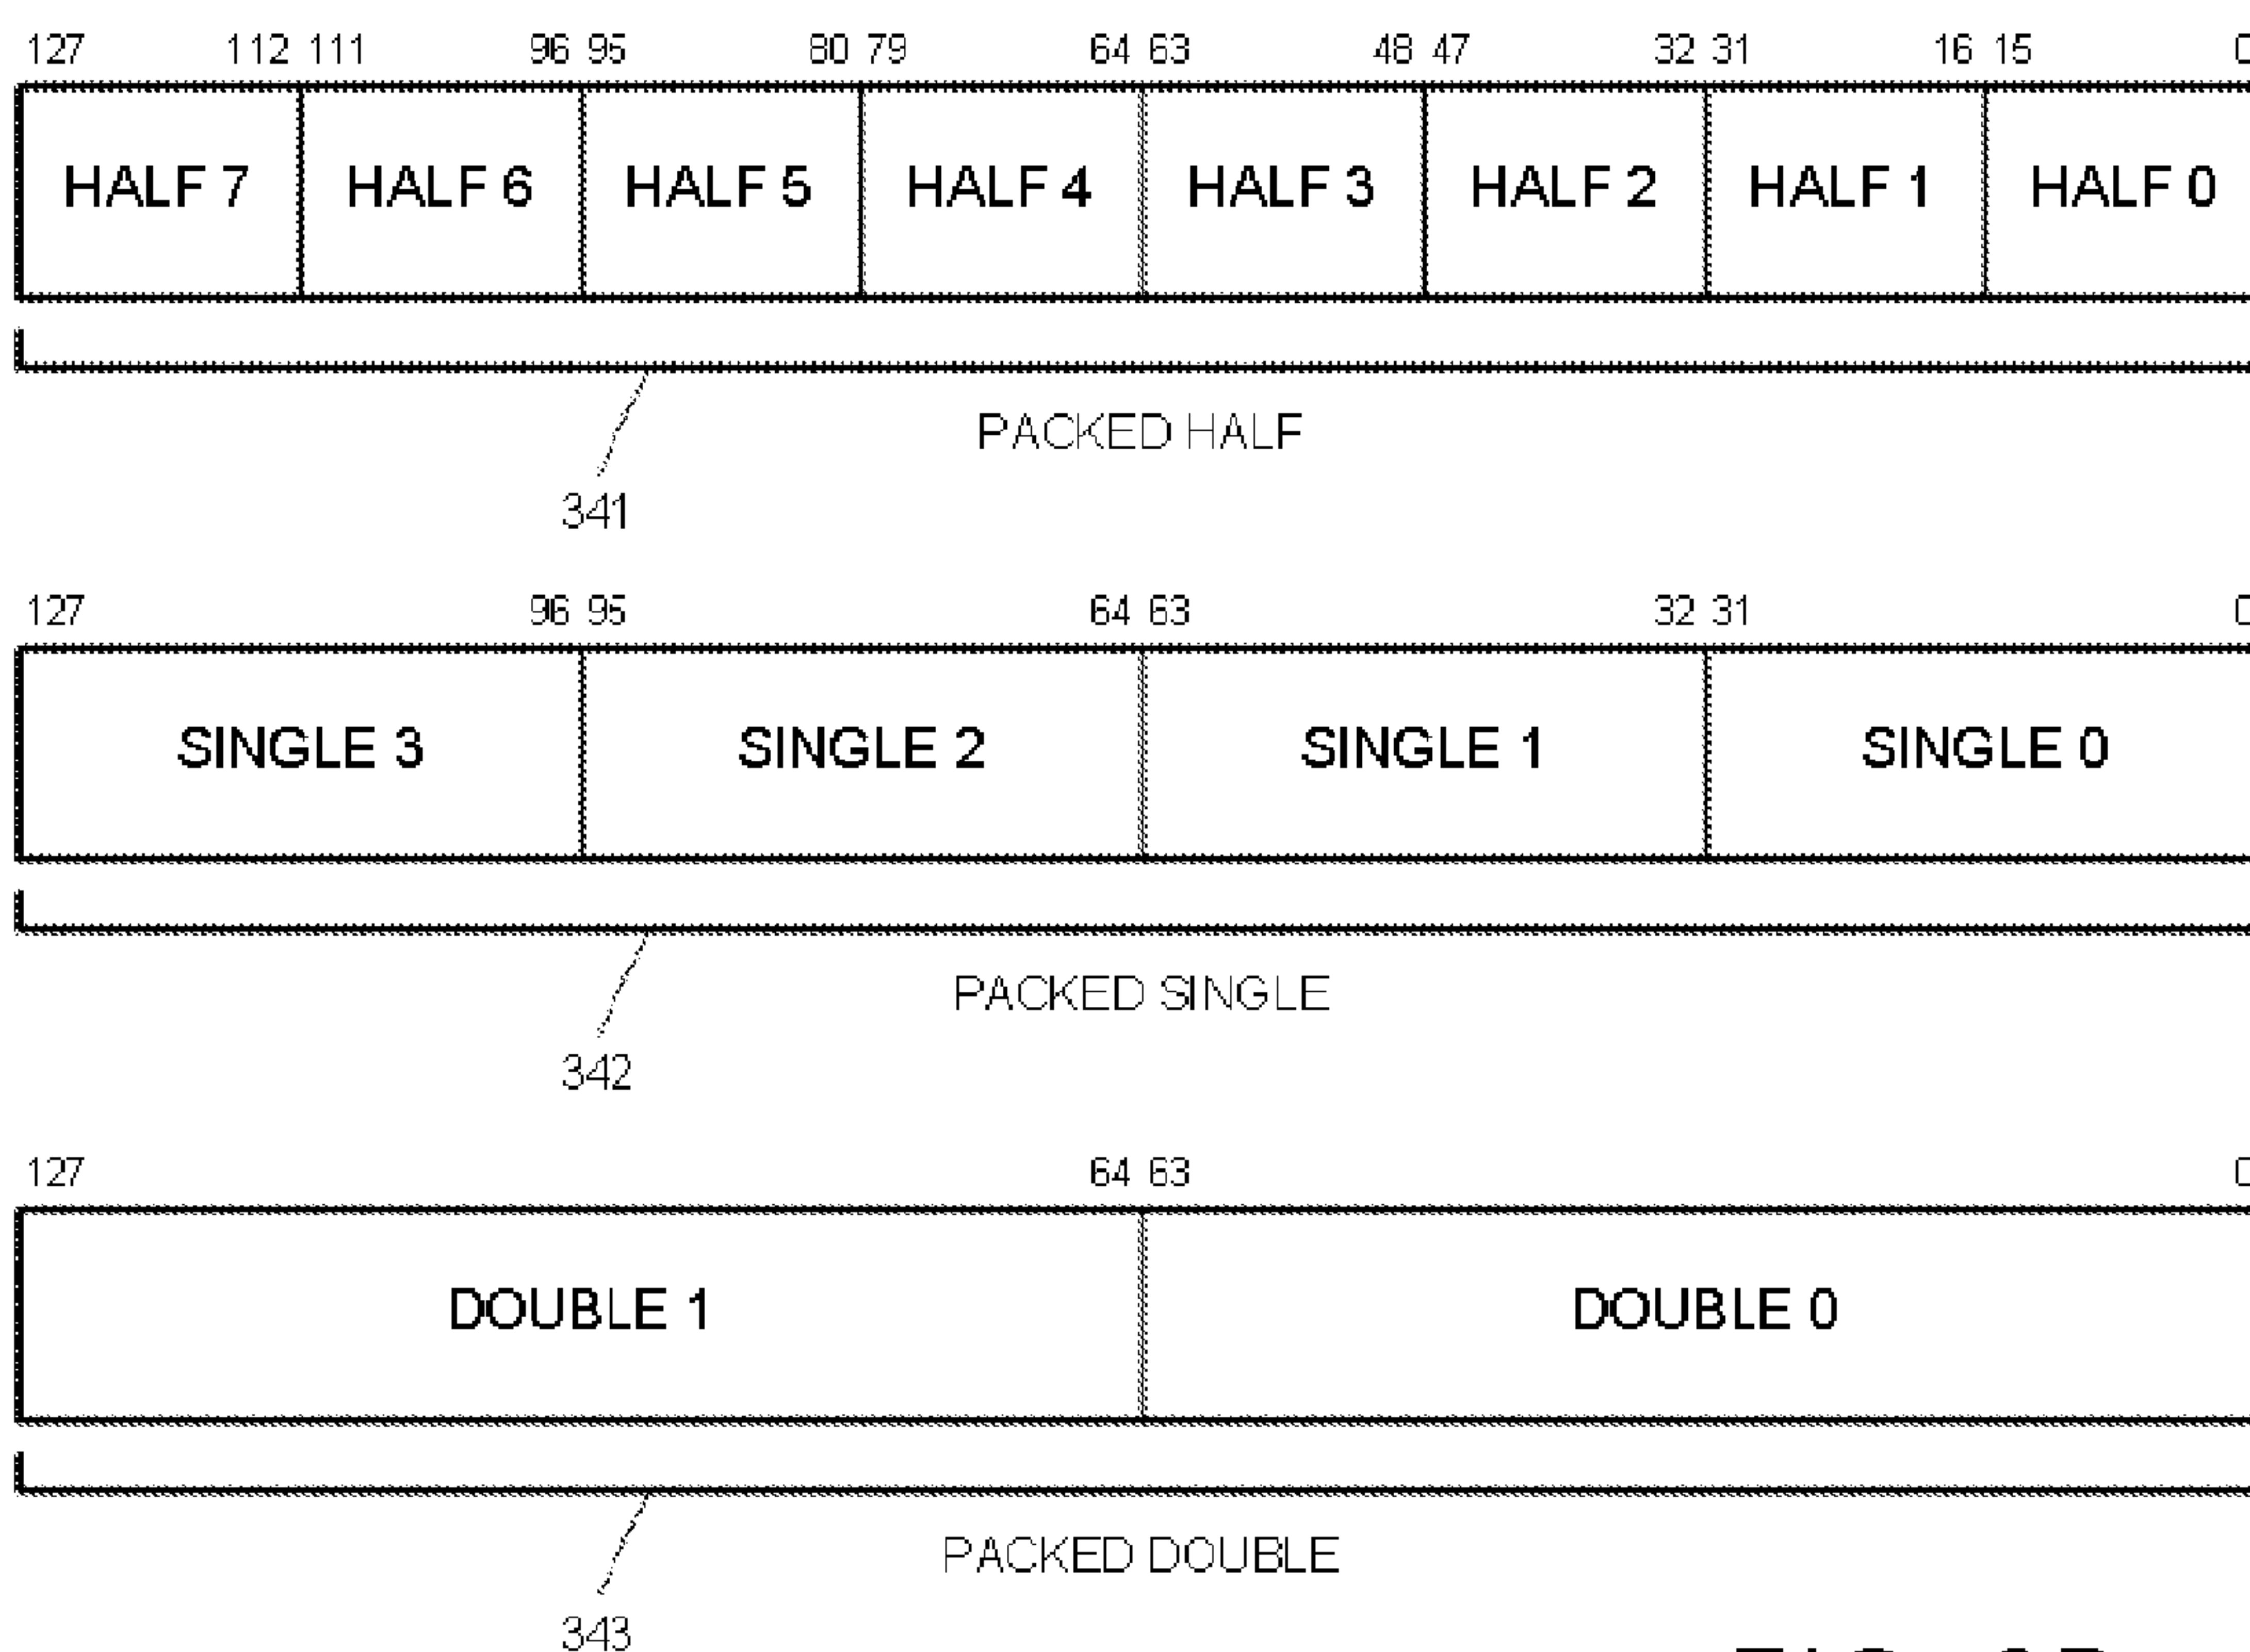 127 112 111 96 95 80 79 64 63 48 47 32 31 16 15 0
HALF 7 HALF 6 HALF 5 HALF 4 HALF 3 HALF 2 HALF 1 HALF 0
PACKED HALF
341
127 96 95 64 63 32 31 0
SINGLE 3 SINGLE 2 SINGLE 1 SINGLE 0
PACKED SINGLE
342
127 64 63 0
DOUBLE 1 DOUBLE 0
PACKED DOUBLE
343